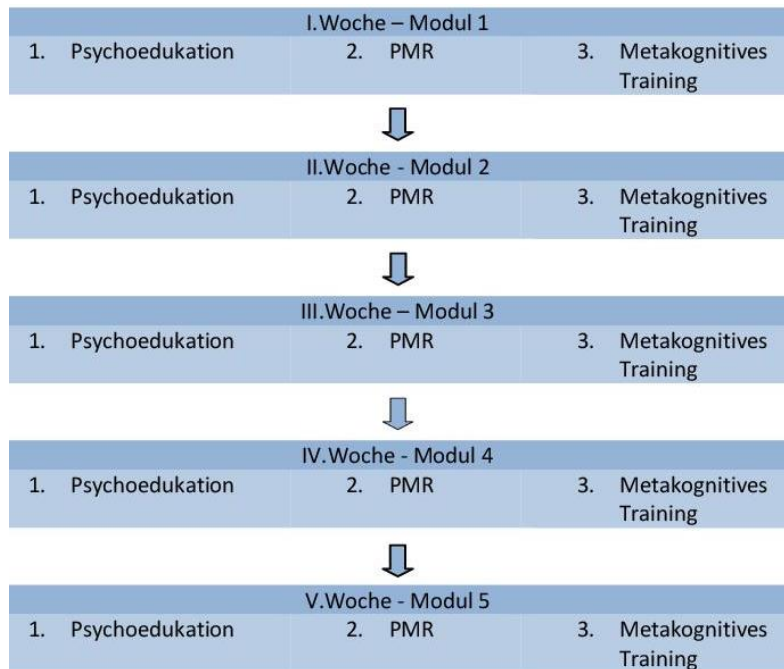 I.Woche – Modul 1
1. Psychoedukation 2. PMR 3. Metakognitives
Training
II.Woche - Modul 2
1. Psychoedukation 2. PMR 3. Metakognitives
Training
III.Woche – Modul 3
1. Psychoedukation 2. PMR 3. Metakognitives
Training
IV.Woche - Modul 4
1. Psychoedukation 2. PMR 3. Metakognitives
Training
V.Woche - Modul 5
1. Psychoedukation 2. PMR 3. Metakognitives
Training